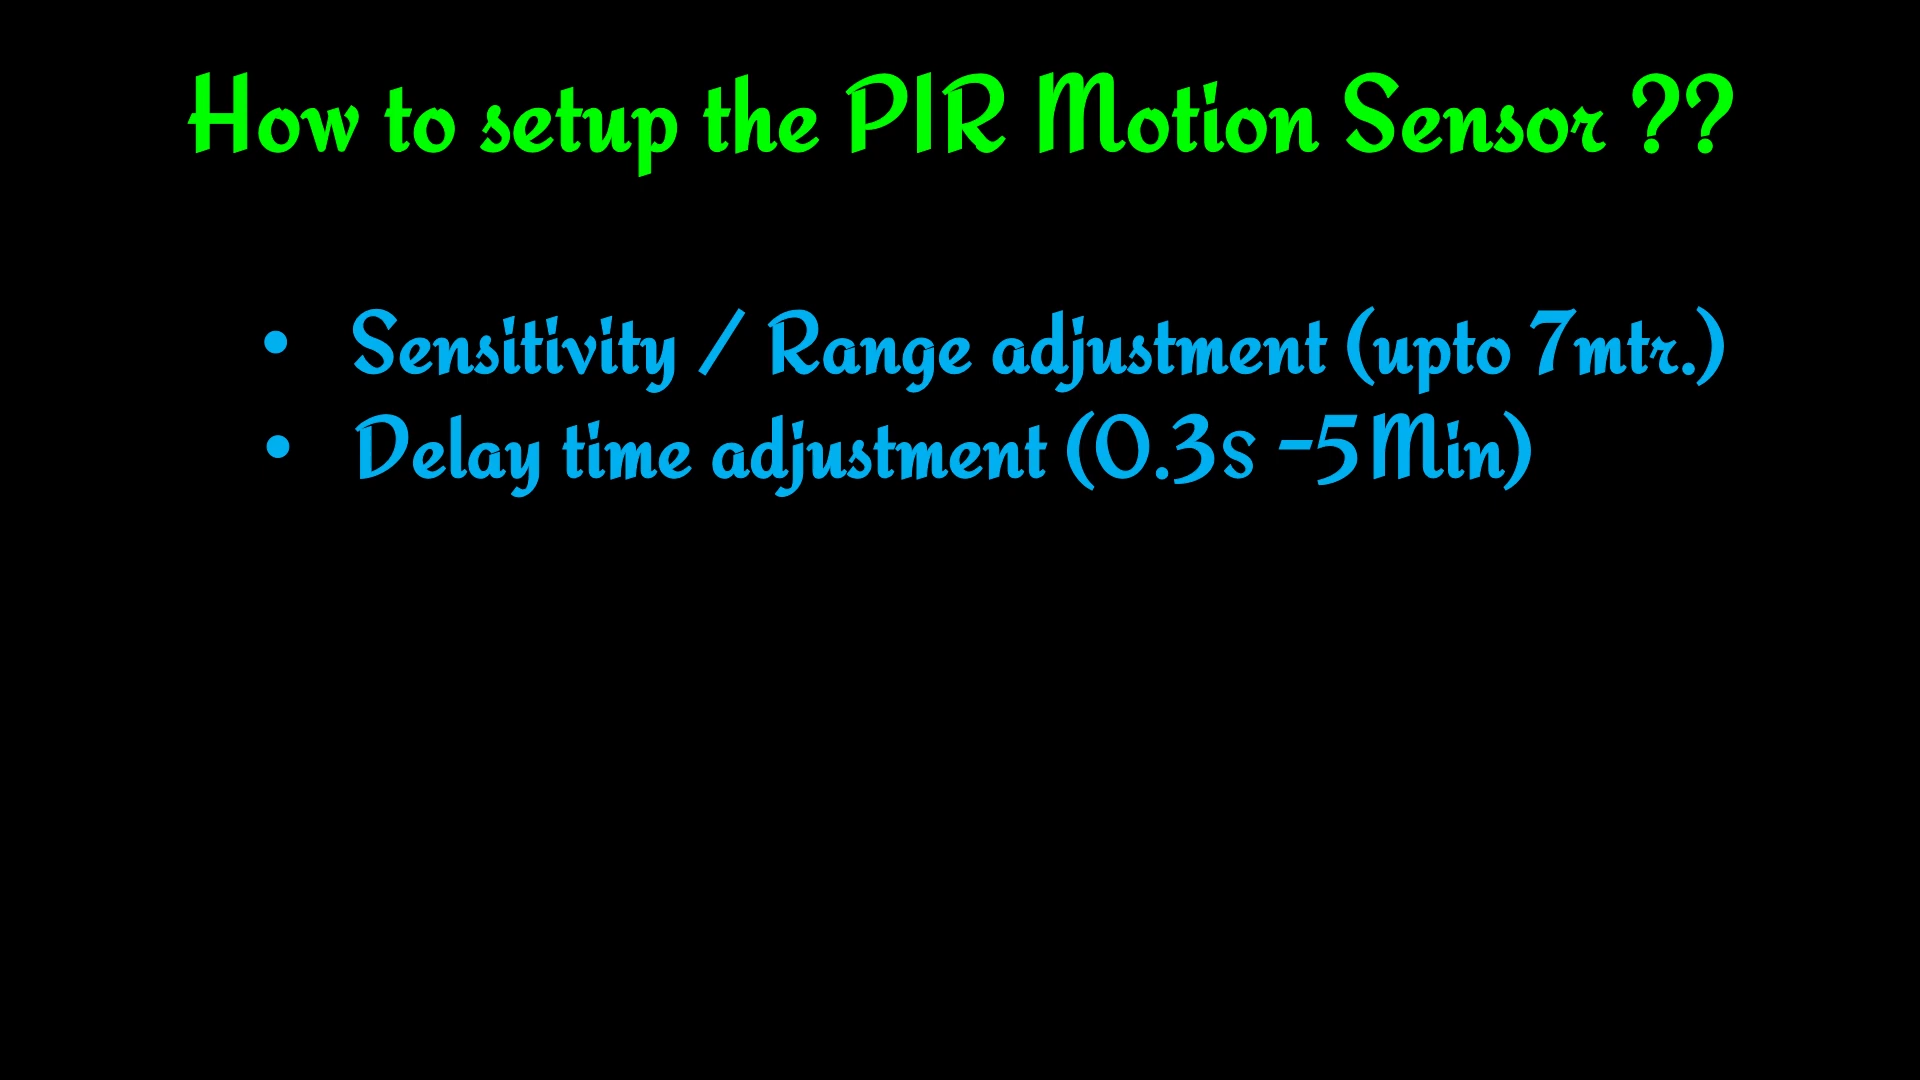 How to setup the PIR Motion Sensor ??
• Sensitivity / Range adjustment (upto 7mtr.)
• Delay time adjustment (0.3s -5Min)